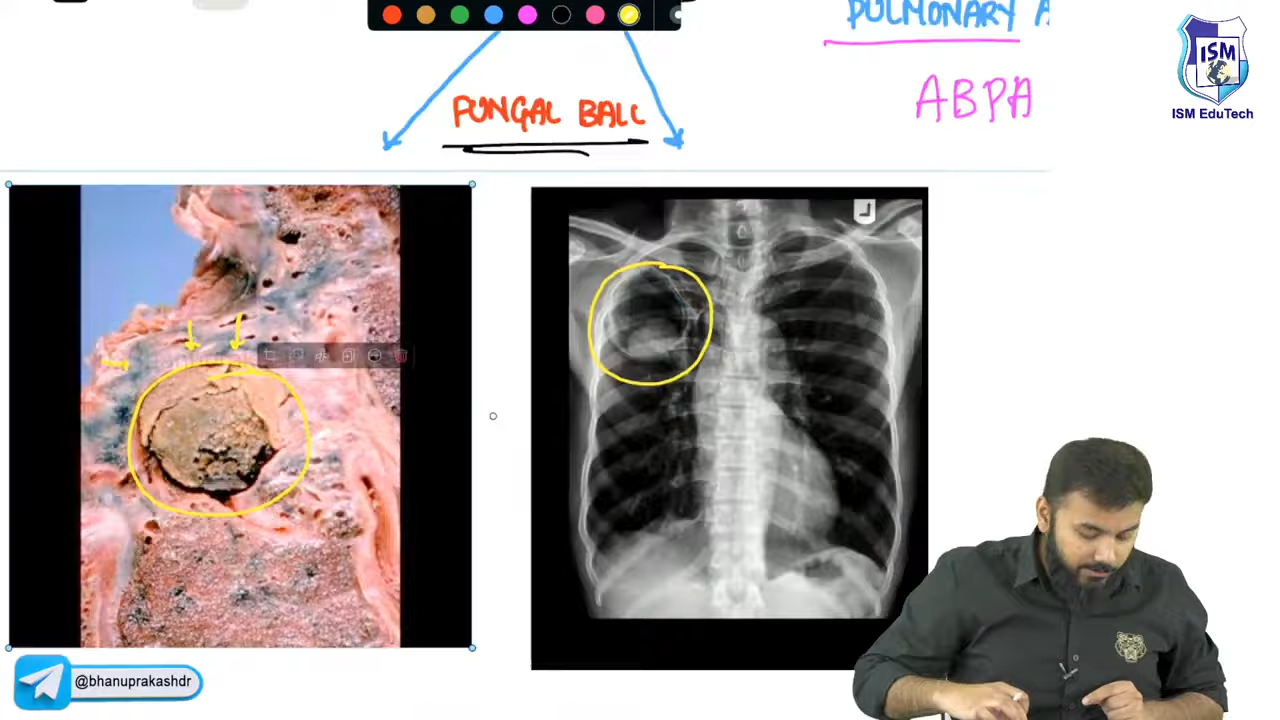 PULMONARY A
ISM
ISM EduTech
ABPA
FUNGAL BALL
L
@bhanuprakashdr